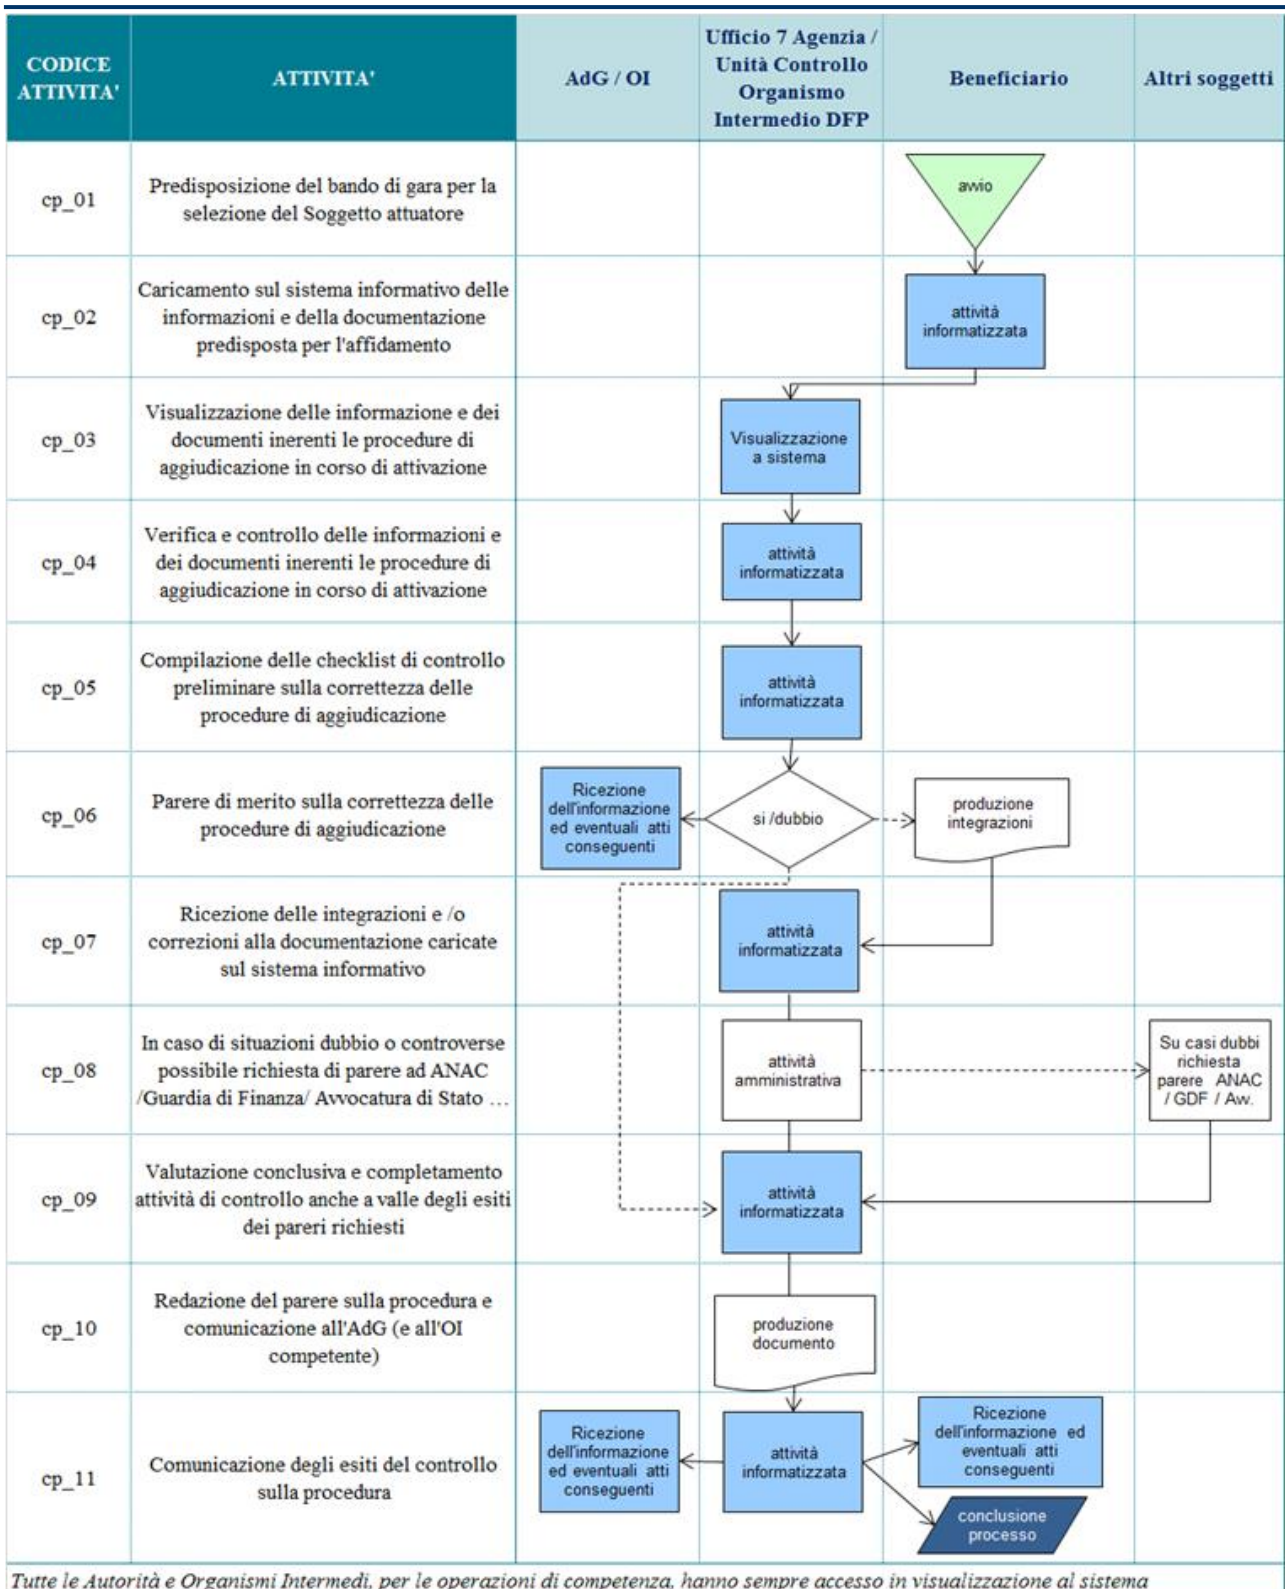 CODICE
ATTIVITA'
ATTIVITA'
AdG / OI
Ufficio 7 Agenzia /
Unità Controllo
Organismo
Intermedio DFP
Beneficiario
Altri soggetti
cp_01
Predisposizione del bando di gara per la
selezione del Soggetto attuatore
avvio
cp_02
Caricamento sul sistema informativo delle
informazioni e della documentazione
predisposta per l'affidamento
attività
informatizzata
cp_03
Visualizzazione delle informazione e dei
documenti inerenti le procedure di
aggiudicazione in corso di attivazione
Visualizzazione
a sistema
cp_04
Verifica e controllo delle informazioni e
dei documenti inerenti le procedure di
aggiudicazione in corso di attivazione
attività
informatizzata
cp_05
Compilazione delle checklist di controllo
preliminare sulla correttezza delle
procedure di aggiudicazione
attività
informatizzata
cp_06
Parere di merito sulla correttezza delle
procedure di aggiudicazione
Ricezione
dell'informazione
ed eventuali atti
conseguenti
si /dubbio
produzione
integrazioni
cp_07
Ricezione delle integrazioni e /o
correzioni alla documentazione caricate
sul sistema informativo
attività
informatizzata
cp_08
In caso di situazioni dubbio o controverse
possibile richiesta di parere ad ANAC
/Guardia di Finanza/ Avvocatura di Stato …
attività
amministrativa
Su casi dubbi
richiesta
parere ANAC
/ GDF / Avv.
cp_09
Valutazione conclusiva e completamento
attività di controllo anche a valle degli esiti
dei pareri richiesti
attività
informatizzata
cp_10
Redazione del parere sulla procedura e
comunicazione all'AdG (e all'OI
competente)
produzione
documento
cp_11
Comunicazione degli esiti del controllo
sulla procedura
Ricezione
dell'informazione
ed eventuali atti
conseguenti
attività
informatizzata
Ricezione
dell'informazione ed
eventuali atti
conseguenti
conclusione
processo
Tutte le Autorità e Organismi Intermedi, per le operazioni di competenza, hanno sempre accesso in visualizzazione al sistema